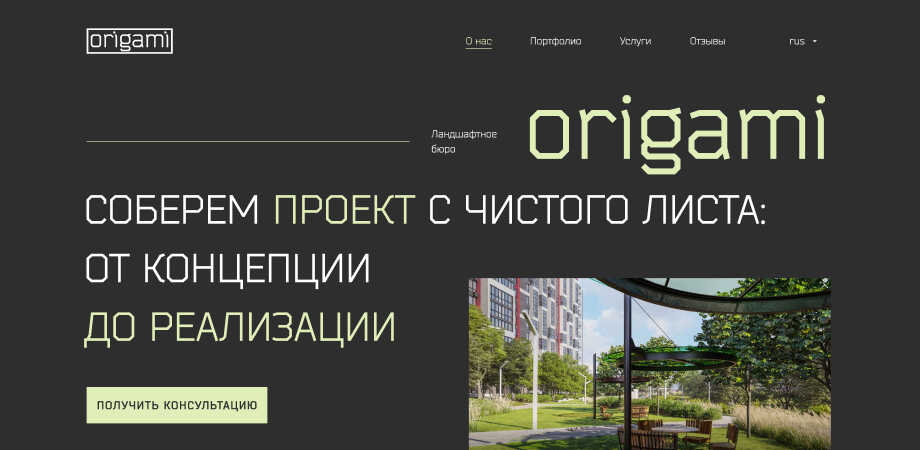 origami
О нас
Портфолио
Услуги
Отзывы
rus
Ландшафтное
бюро
origami
СОБЕРЕМ ПРОЕКТ С ЧИСТОГО ЛИСТА:
ОТ КОНЦЕПЦИИ
ДО РЕАЛИЗАЦИИ
ПОЛУЧИТЬ КОНСУЛЬТАЦИЮ